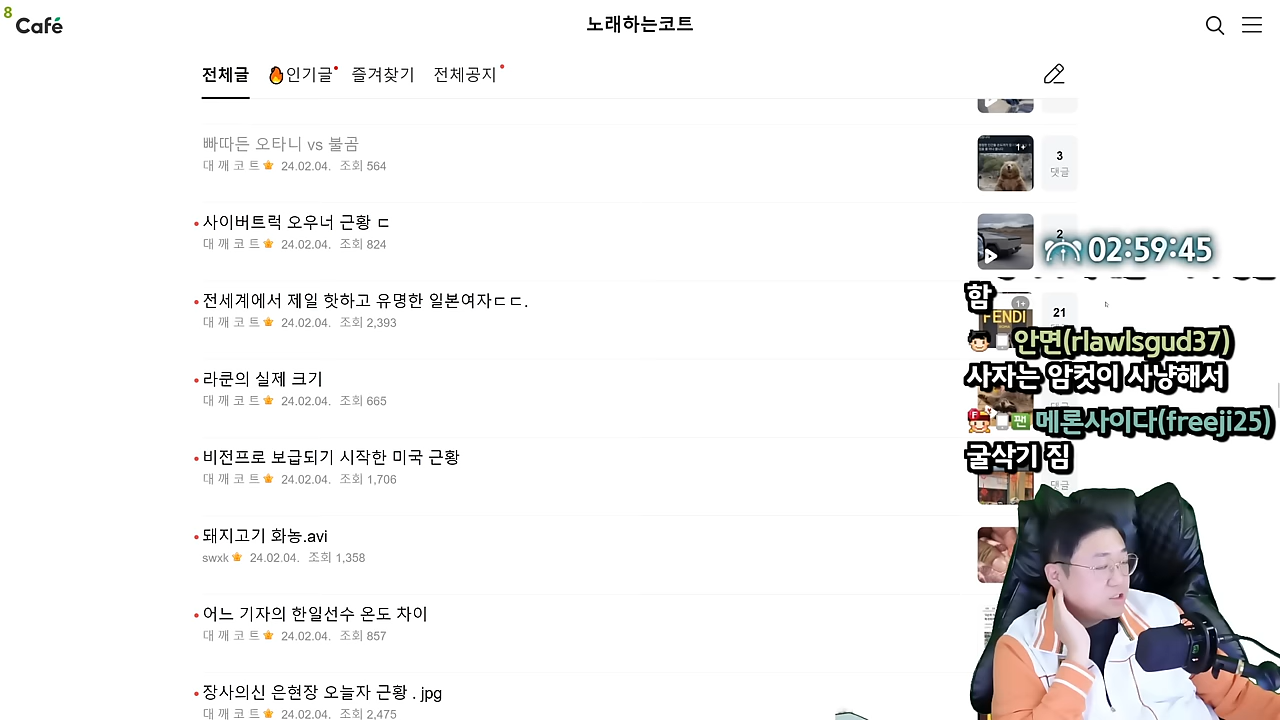 8
Café
노래하는코트
전체글
🔥인기글
즐겨찾기
전체공지
빠따든 오타니 vs 불곰
대 깨 코 트 24.02.04. 조회 564
1+
3
댓글
사이버트럭 오우너 근황 ㄷ
대 깨 코 트 24.02.04. 조회 824
2
02:59:45
전세계에서 제일 핫하고 유명한 일본여자ㄷㄷ.
대 깨 코 트 24.02.04. 조회 2,393
함
1+
FENDI
21
안면(rlawlsgud37)
사자는 암컷이 사냥해서
라쿤의 실제 크기
대 깨 코 트 24.02.04. 조회 665
메론사이다(freeji25)
굴삭기 짐
비전프로 보급되기 시작한 미국 근황
대 깨 코 트 24.02.04. 조회 1,706
댓글
돼지고기 화농.avi
swxk 24.02.04. 조회 1,358
어느 기자의 한일선수 온도 차이
대 깨 코 트 24.02.04. 조회 857
장사의신 은현장 오늘자 근황 . jpg
대 깨 코 트 24.02.04. 조회 2,475